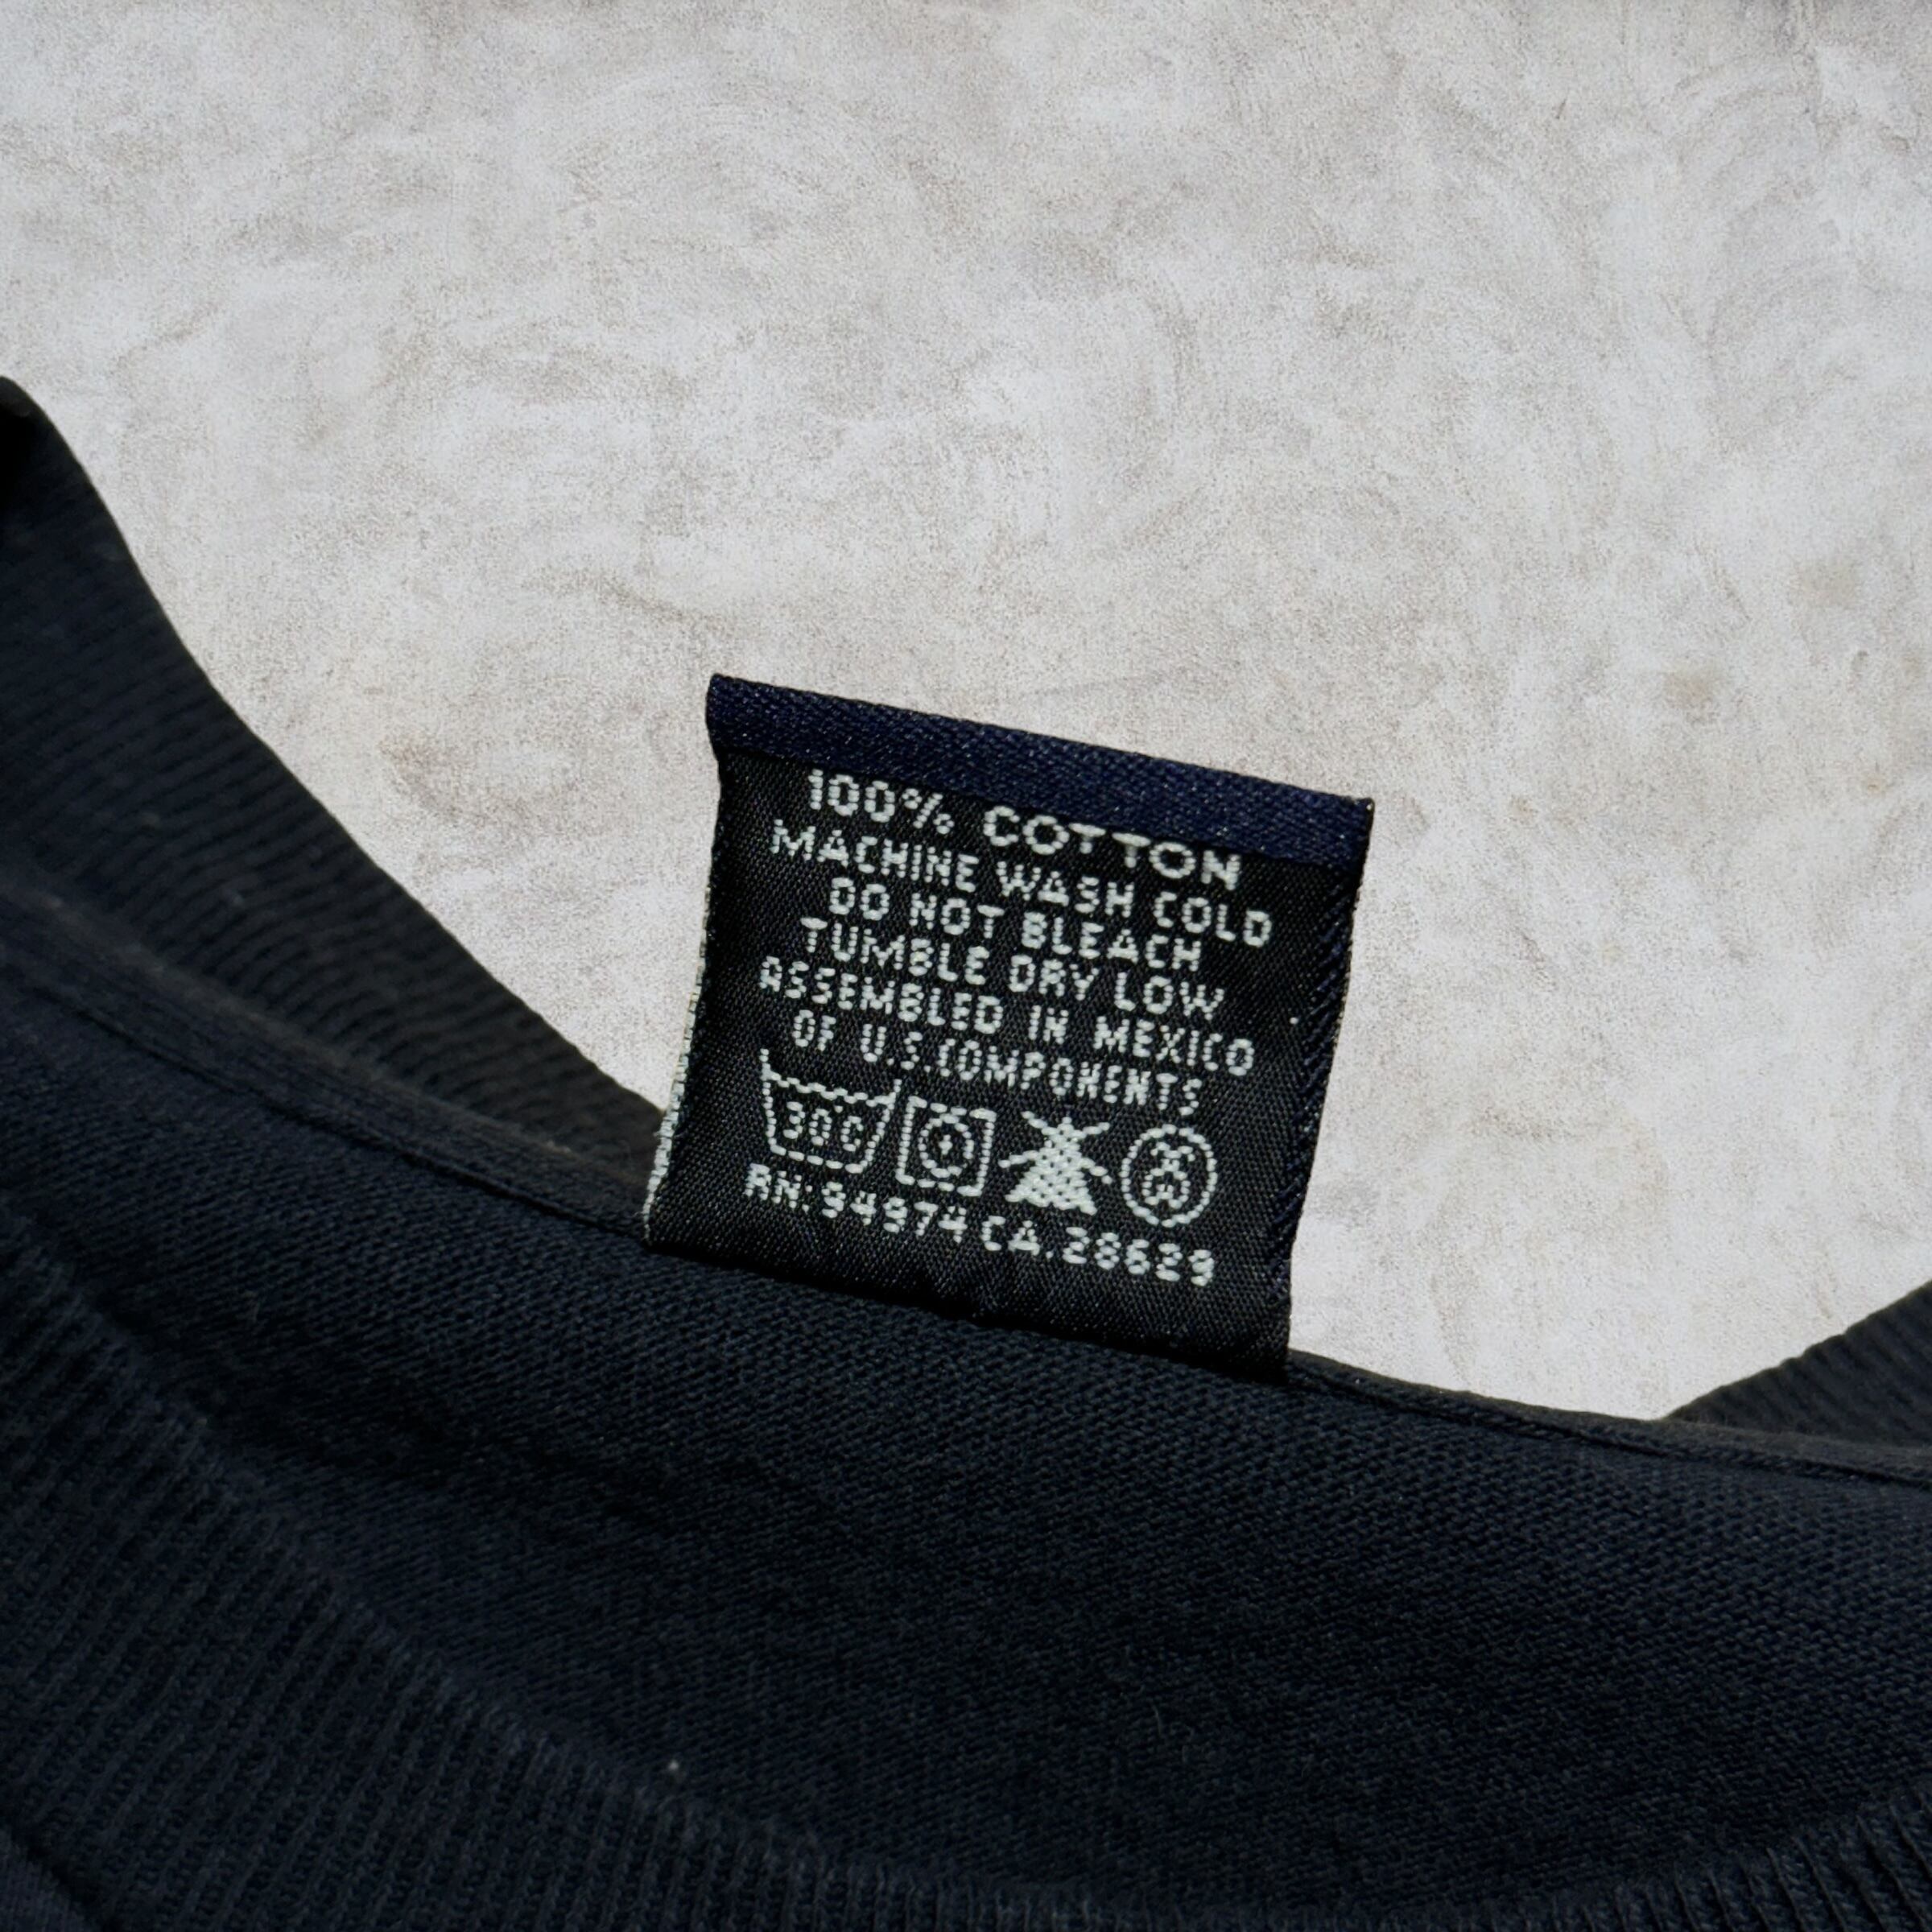 100% COTTON
MACHINE WASH COLD
DO NOT BLEACH
TUMBLE DRY LOW
ASSEMBLED IN MEXICO
OF U.S.COMPONENTS
30°C
RN:94974 CA.28629